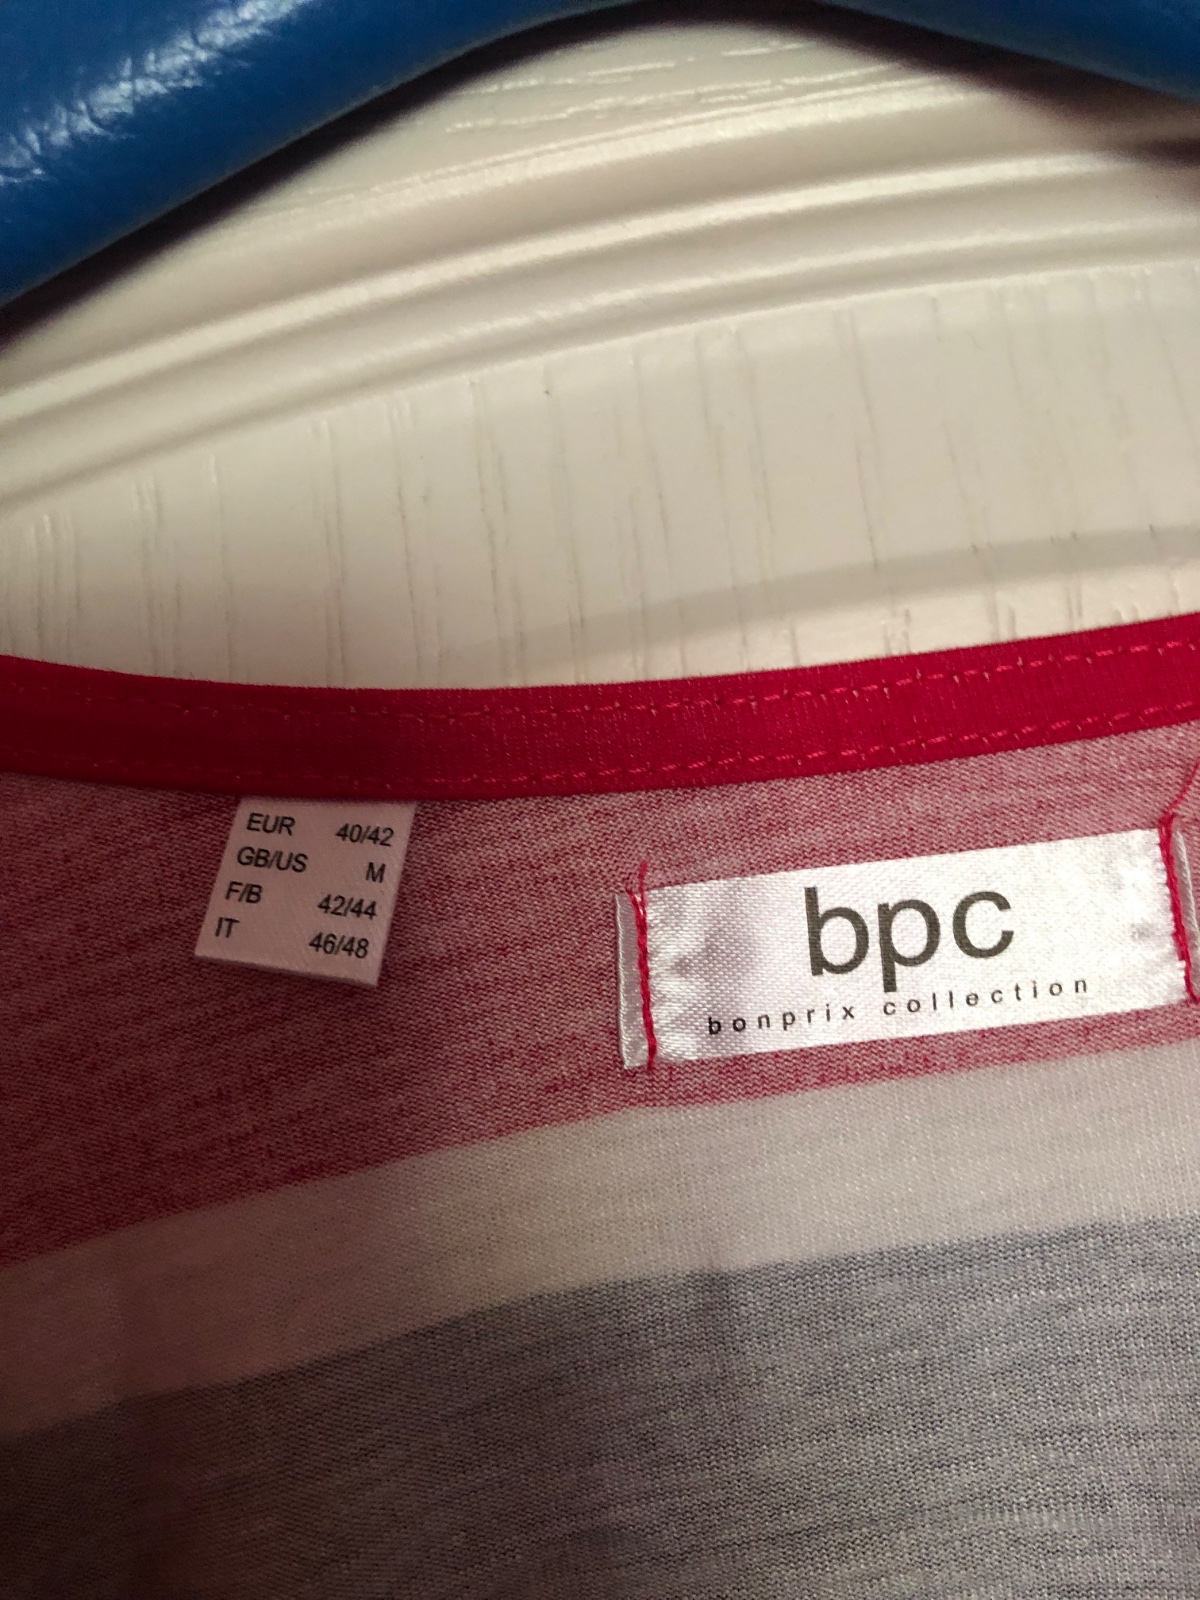 EUR 40/42
GB/US M
F/B 42/44
IT 46/48
bpc
bonprix collection